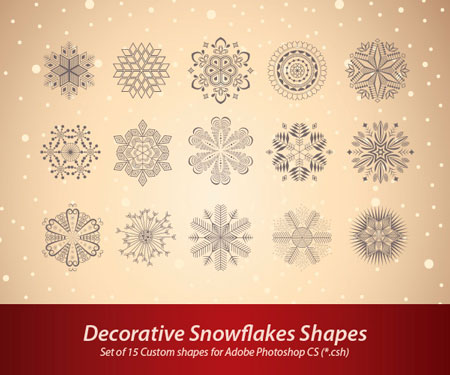 Decorative Snowflakes Shapes
Set of 15 Custom shapes for Adobe Photoshop CS (*.csh)